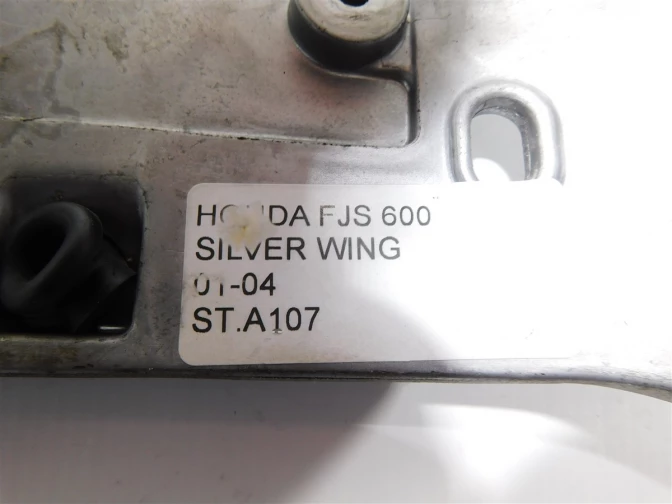 HONDA FJS 600
SILVER WING
01-04
ST.A107